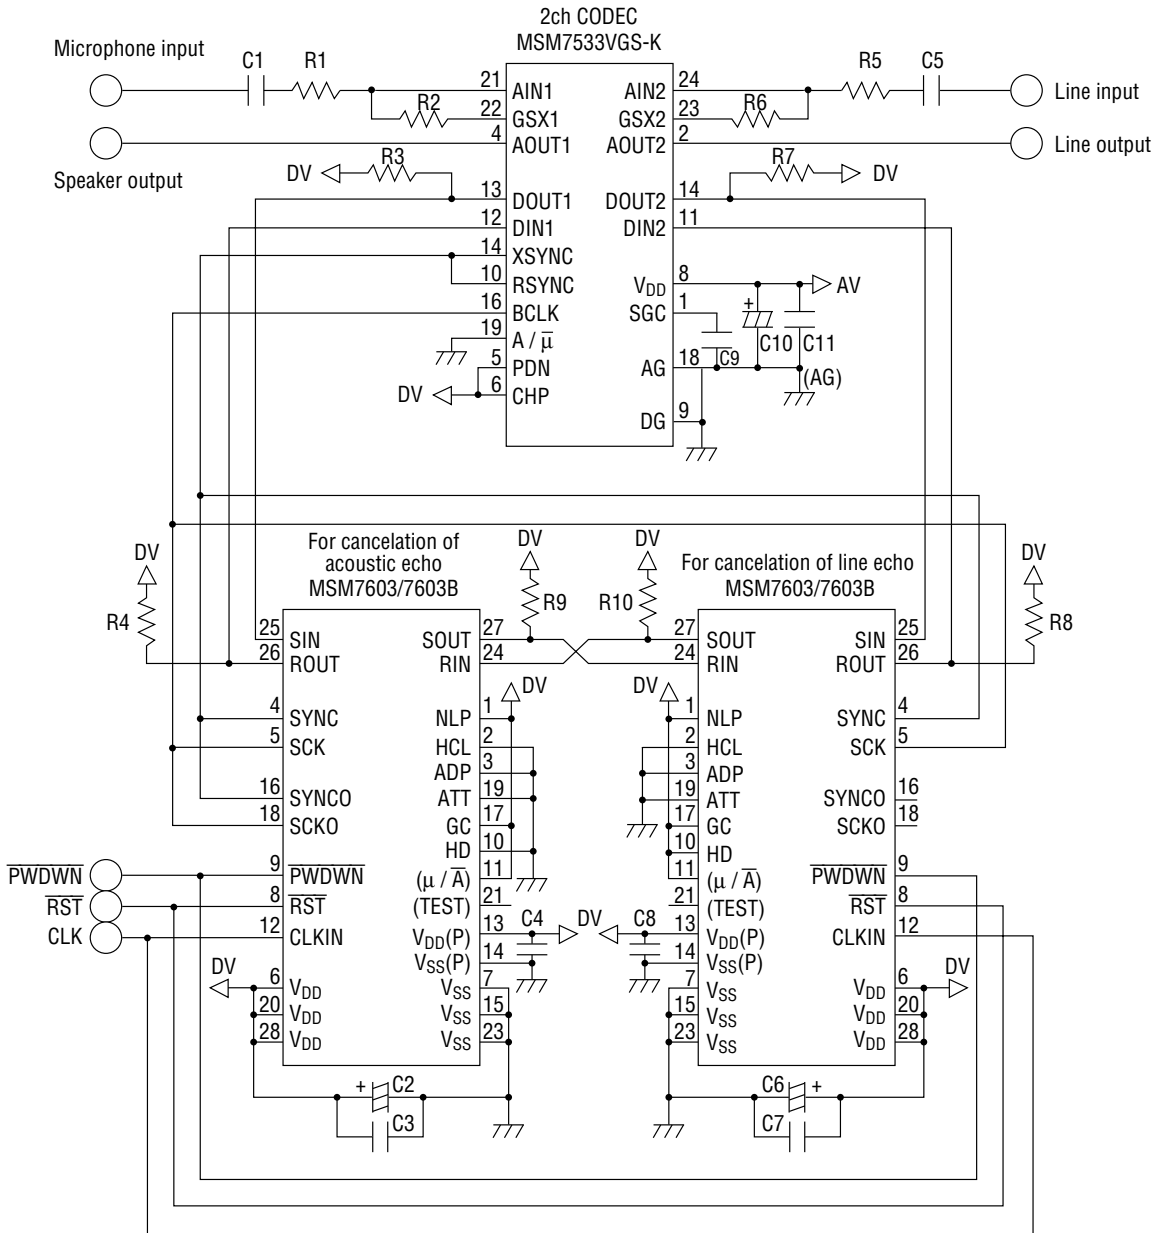 2ch CODEC
MSM7533VGS-K
Microphone input
C1
R1
R2
Speaker output
R3
DV
21 AIN1
22 GSX1
4 AOUT1
13 DOUT1
12 DIN1
14 XSYNC
10 RSYNC
16 BCLK
19 A / μ̅
5 PDN
6 CHP
DV
AIN2 24
GSX2 23
AOUT2 2
DOUT2 14
DIN2 11
VDD 8
SGC 1
AG 18
DG 9
R5
C5
R6
Line input
Line output
R7
DV
AV
+
C9
C10
C11
(AG)
For cancelation of
acoustic echo
MSM7603/7603B
DV
R4
25 SIN
26 ROUT
4 SYNC
5 SCK
16 SYNCO
18 SCKO
9 P̅W̅D̅W̅N̅
8 R̅S̅T̅
12 CLKIN
6 VDD
20 VDD
28 VDD
P̅W̅D̅W̅N̅
R̅S̅T̅
CLK
DV
SOUT 27
RIN 24
NLP 1
HCL 2
ADP 3
ATT 19
GC 17
HD 10
(μ / A̅) 11
(TEST) 21
VDD(P) 13
VSS(P) 14
VSS 7
VSS 15
VSS 23
DV
R9
DV
R10
DV
DV
C4
DV
C8
+
C2
C3
For cancelation of line echo
MSM7603/7603B
27 SOUT
24 RIN
1 NLP
2 HCL
3 ADP
19 ATT
17 GC
10 HD
11 (μ / A̅)
21 (TEST)
13 VDD(P)
14 VSS(P)
7 VSS
15 VSS
23 VSS
SIN 25
ROUT 26
SYNC 4
SCK 5
SYNCO 16
SCKO 18
P̅W̅D̅W̅N̅ 9
R̅S̅T̅ 8
CLKIN 12
VDD 6
VDD 20
VDD 28
DV
R8
DV
C6
+
C7